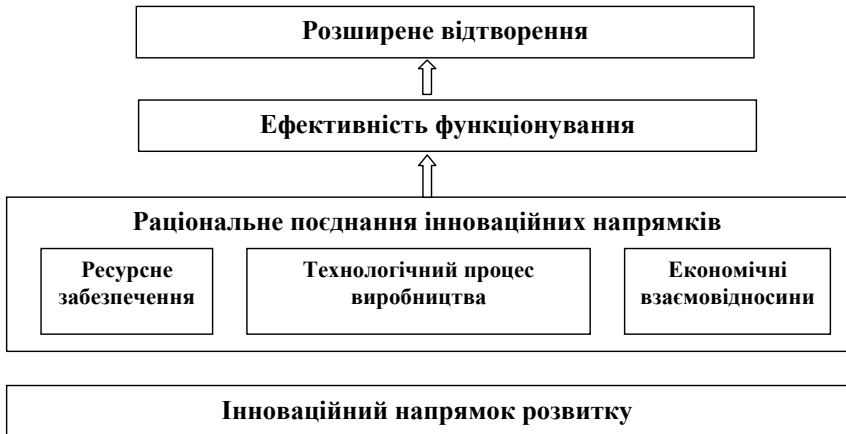 Розширене відтворення
Ефективність функціонування
Раціональне поєднання інноваційних напрямків
Ресурсне
забезпечення
Технологічний процес
виробництва
Економічні
взаємовідносини
Інноваційний напрямок розвитку